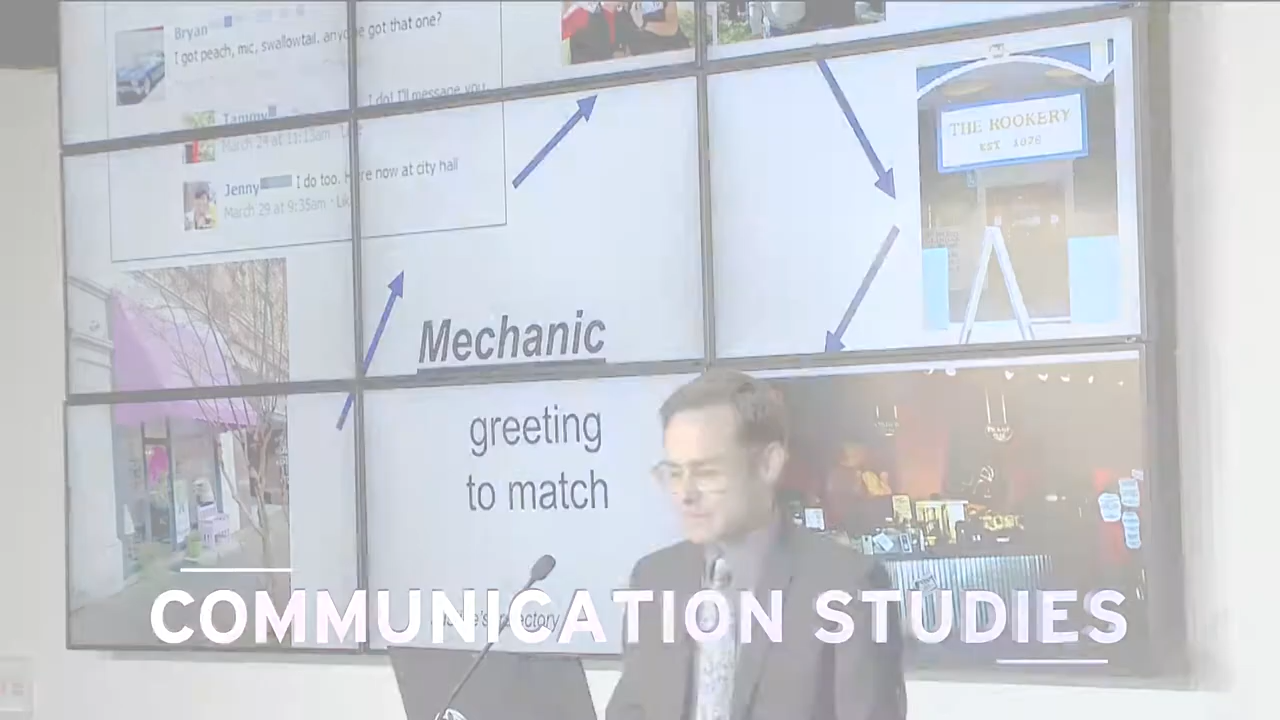 Bryan
I got peach, mic, swallowtail. anyone got that one?
I do! I'll message you
Tammy
March 24 at 11:13am · Li
Jenny I do too. Here now at city hall
March 29 at 9:35am · Lik
THE ROOKERY
EST. 1876
Mechanic
greeting
to match
COMMUNICATION STUDIES